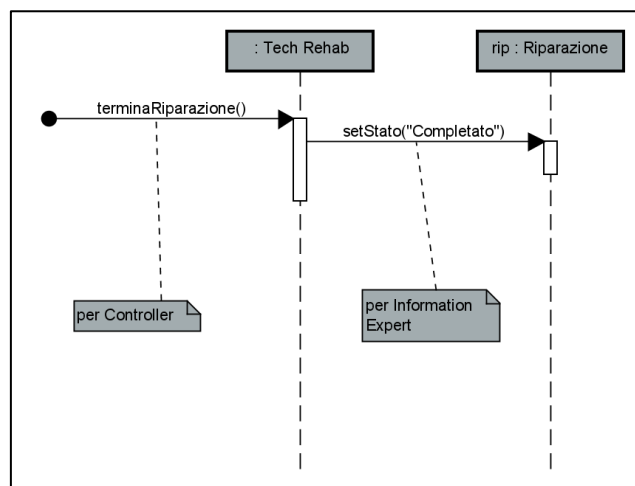 : Tech Rehab
rip : Riparazione
terminaRiparazione()
setStato("Completato")
per Controller
per Information
Expert